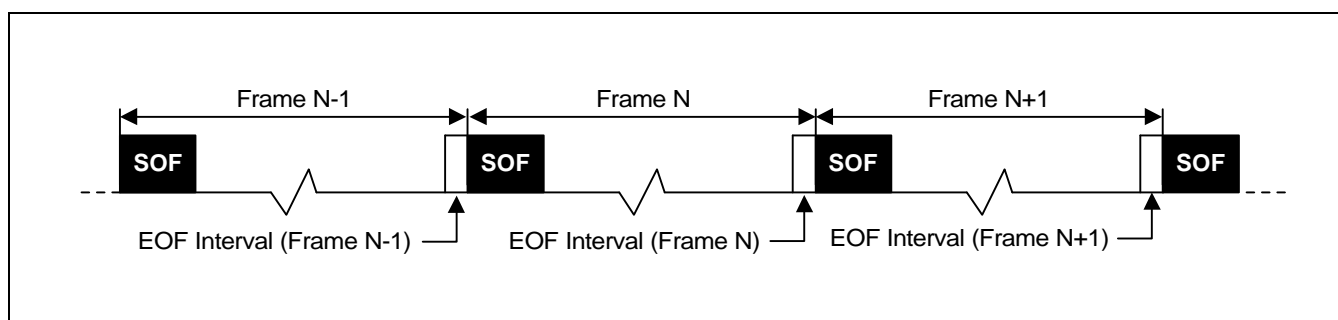 Frame N-1
Frame N
Frame N+1
SOF
SOF
SOF
SOF
EOF Interval (Frame N-1)
EOF Interval (Frame N)
EOF Interval (Frame N+1)